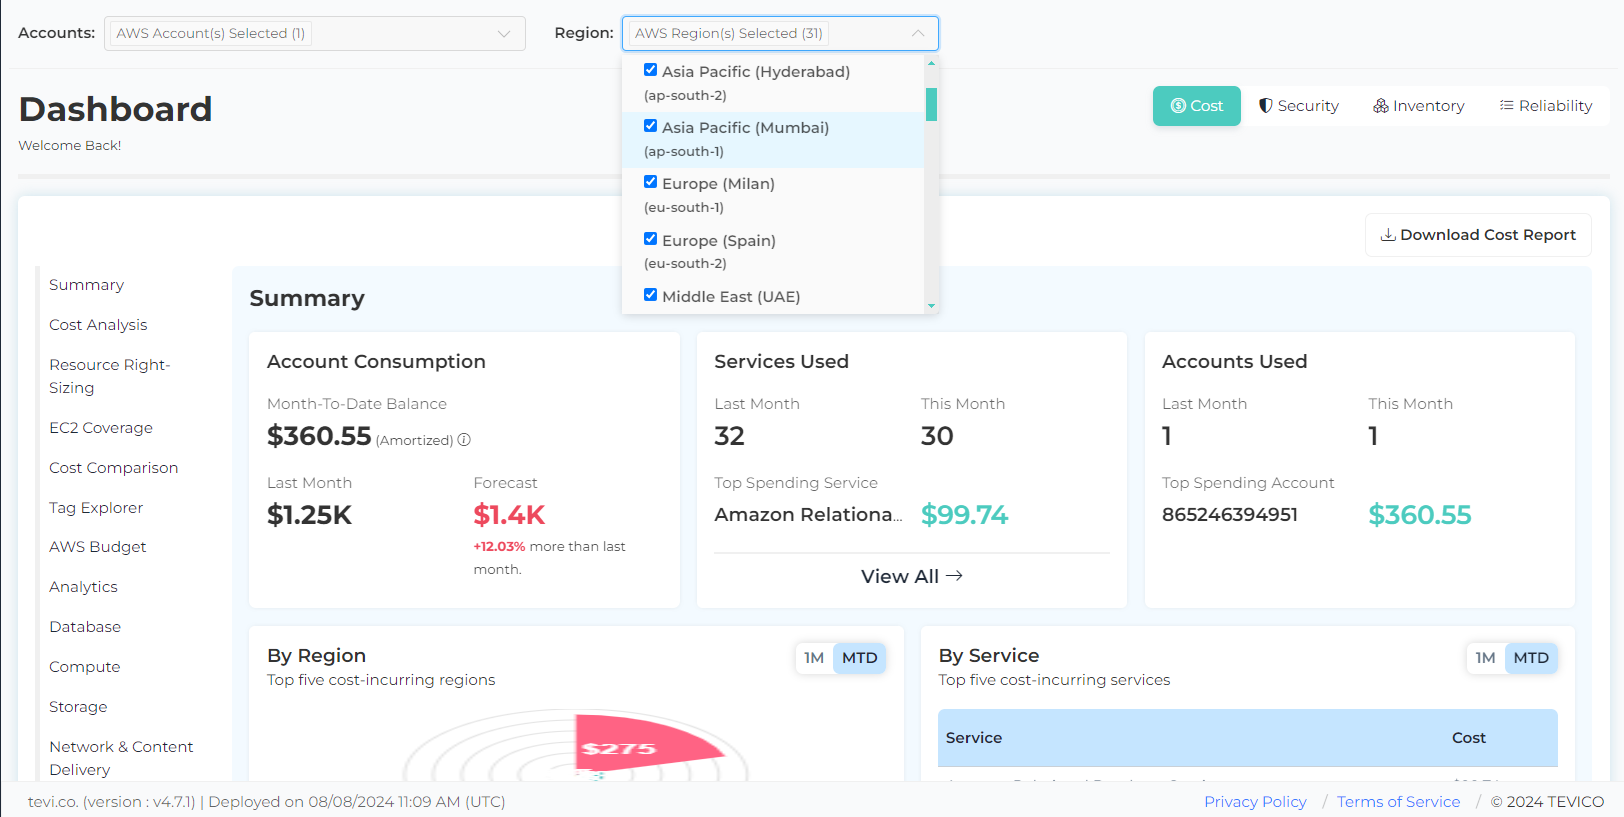 Accounts: AWS Account(s) Selected (1) Region: AWS Region(s) Selected (31)
Asia Pacific (Hyderabad)
(ap-south-2)
Asia Pacific (Mumbai)
(ap-south-1)
Europe (Milan)
(eu-south-1)
Europe (Spain)
(eu-south-2)
Middle East (UAE)
Dashboard
Welcome Back!
Cost Security Inventory Reliability
Download Cost Report
Summary
Cost Analysis
Resource Right-
Sizing
EC2 Coverage
Cost Comparison
Tag Explorer
AWS Budget
Analytics
Database
Compute
Storage
Network & Content
Delivery
Summary
Account Consumption
Month-To-Date Balance
$360.55 (Amortized)
Last Month Forecast
$1.25K $1.4K
+12.03% more than last
month.
Services Used
Last Month This Month
32 30
Top Spending Service
Amazon Relationa... $99.74
View All
Accounts Used
Last Month This Month
1 1
Top Spending Account
865246394951 $360.55
By Region 1M MTD
Top five cost-incurring regions
$275
By Service 1M MTD
Top five cost-incurring services
Service Cost
tevi.co. (version : v4.7.1) | Deployed on 08/08/2024 11:09 AM (UTC)
Privacy Policy / Terms of Service / © 2024 TEVICO